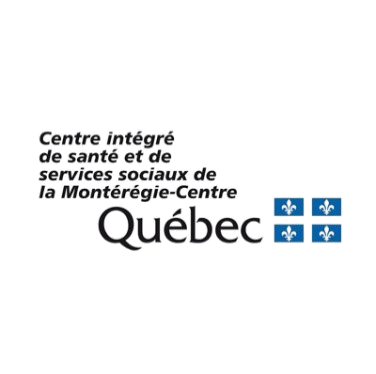 Centre intégré
de santé et de
services sociaux de
la Montérégie-Centre
Québec